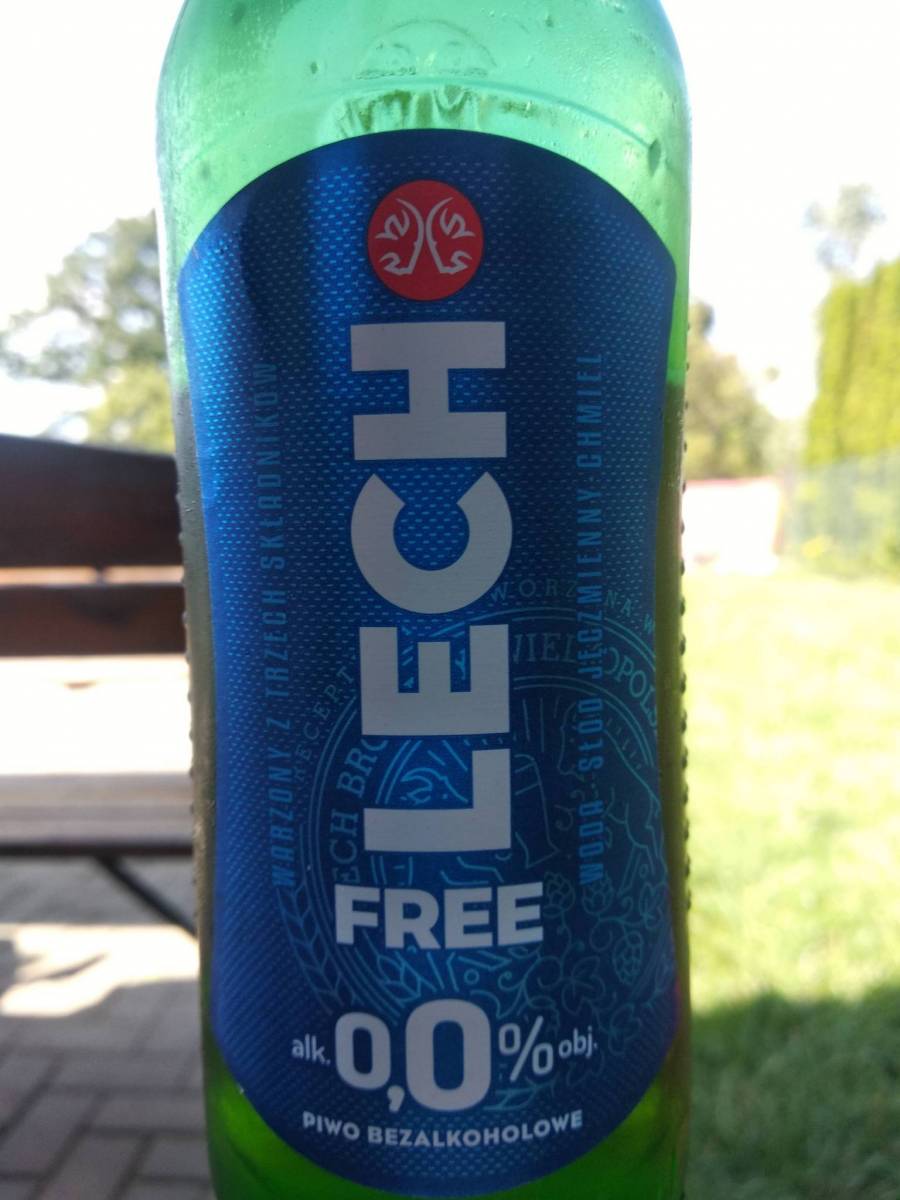 LECH
FREE
alk. 0,0% obj.
PIWO BEZALKOHOLOWE
WARZONY Z TRZECH SKŁADNIKÓW
WODA · SŁÓD JĘCZMIENNY · CHMIEL